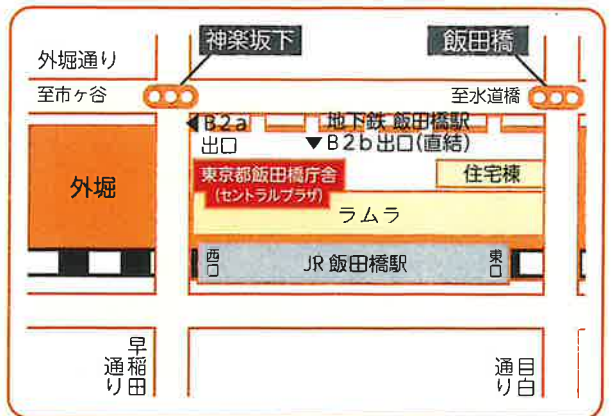 神楽坂下
飯田橋
外堀通り
至市ヶ谷
至水道橋
◀B2a
出口
地下鉄 飯田橋駅
▼B2b出口(直結)
外堀
東京都飯田橋庁舎
(セントラルプラザ)
住宅棟
ラムラ
西口
JR 飯田橋駅
東口
早稲田通り
目白通り